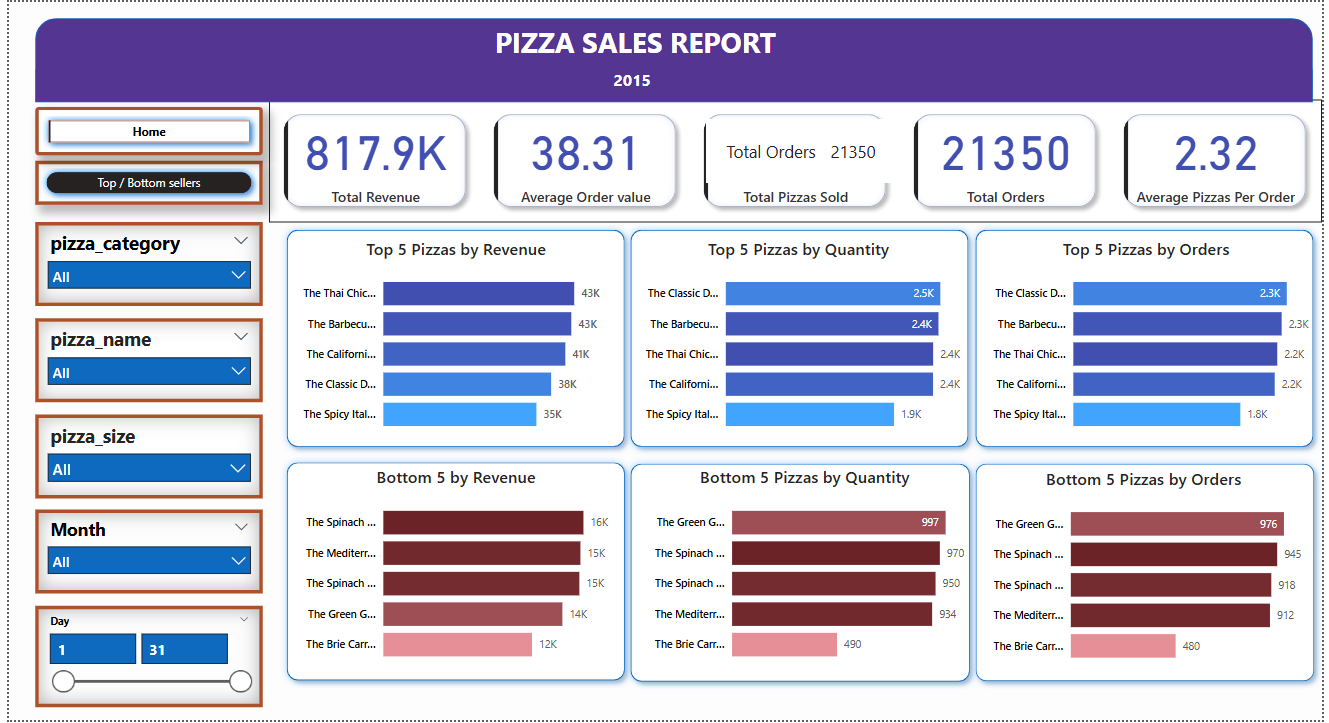 PIZZA SALES REPORT
2015
Home
Top / Bottom sellers
817.9K
Total Revenue
38.31
Average Order value
Total Orders 21350
Total Pizzas Sold
21350
Total Orders
2.32
Average Pizzas Per Order
pizza_category
All
pizza_name
All
pizza_size
All
Month
All
Day
1 31
Top 5 Pizzas by Revenue
The Thai Chic... 43K
The Barbecu... 43K
The Californi... 41K
The Classic D... 38K
The Spicy Ital... 35K
Top 5 Pizzas by Quantity
The Classic D... 2.5K
The Barbecu... 2.4K
The Thai Chic... 2.4K
The Californi... 2.4K
The Spicy Ital... 1.9K
Top 5 Pizzas by Orders
The Classic D... 2.3K
The Barbecu... 2.3K
The Thai Chic... 2.2K
The Californi... 2.2K
The Spicy Ital... 1.8K
Bottom 5 by Revenue
The Spinach ... 16K
The Mediterr... 15K
The Spinach ... 15K
The Green G... 14K
The Brie Carr... 12K
Bottom 5 Pizzas by Quantity
The Green G... 997
The Spinach ... 970
The Spinach ... 950
The Mediterr... 934
The Brie Carr... 490
Bottom 5 Pizzas by Orders
The Green G... 976
The Spinach ... 945
The Spinach ... 918
The Mediterr... 912
The Brie Carr... 480